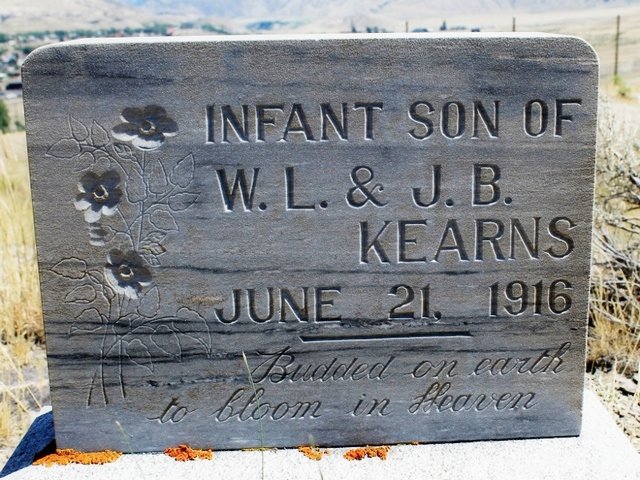 INFANT SON OF
W. L. & J. B.
KEARNS
JUNE 21, 1916
Budded on earth
to bloom in Heaven